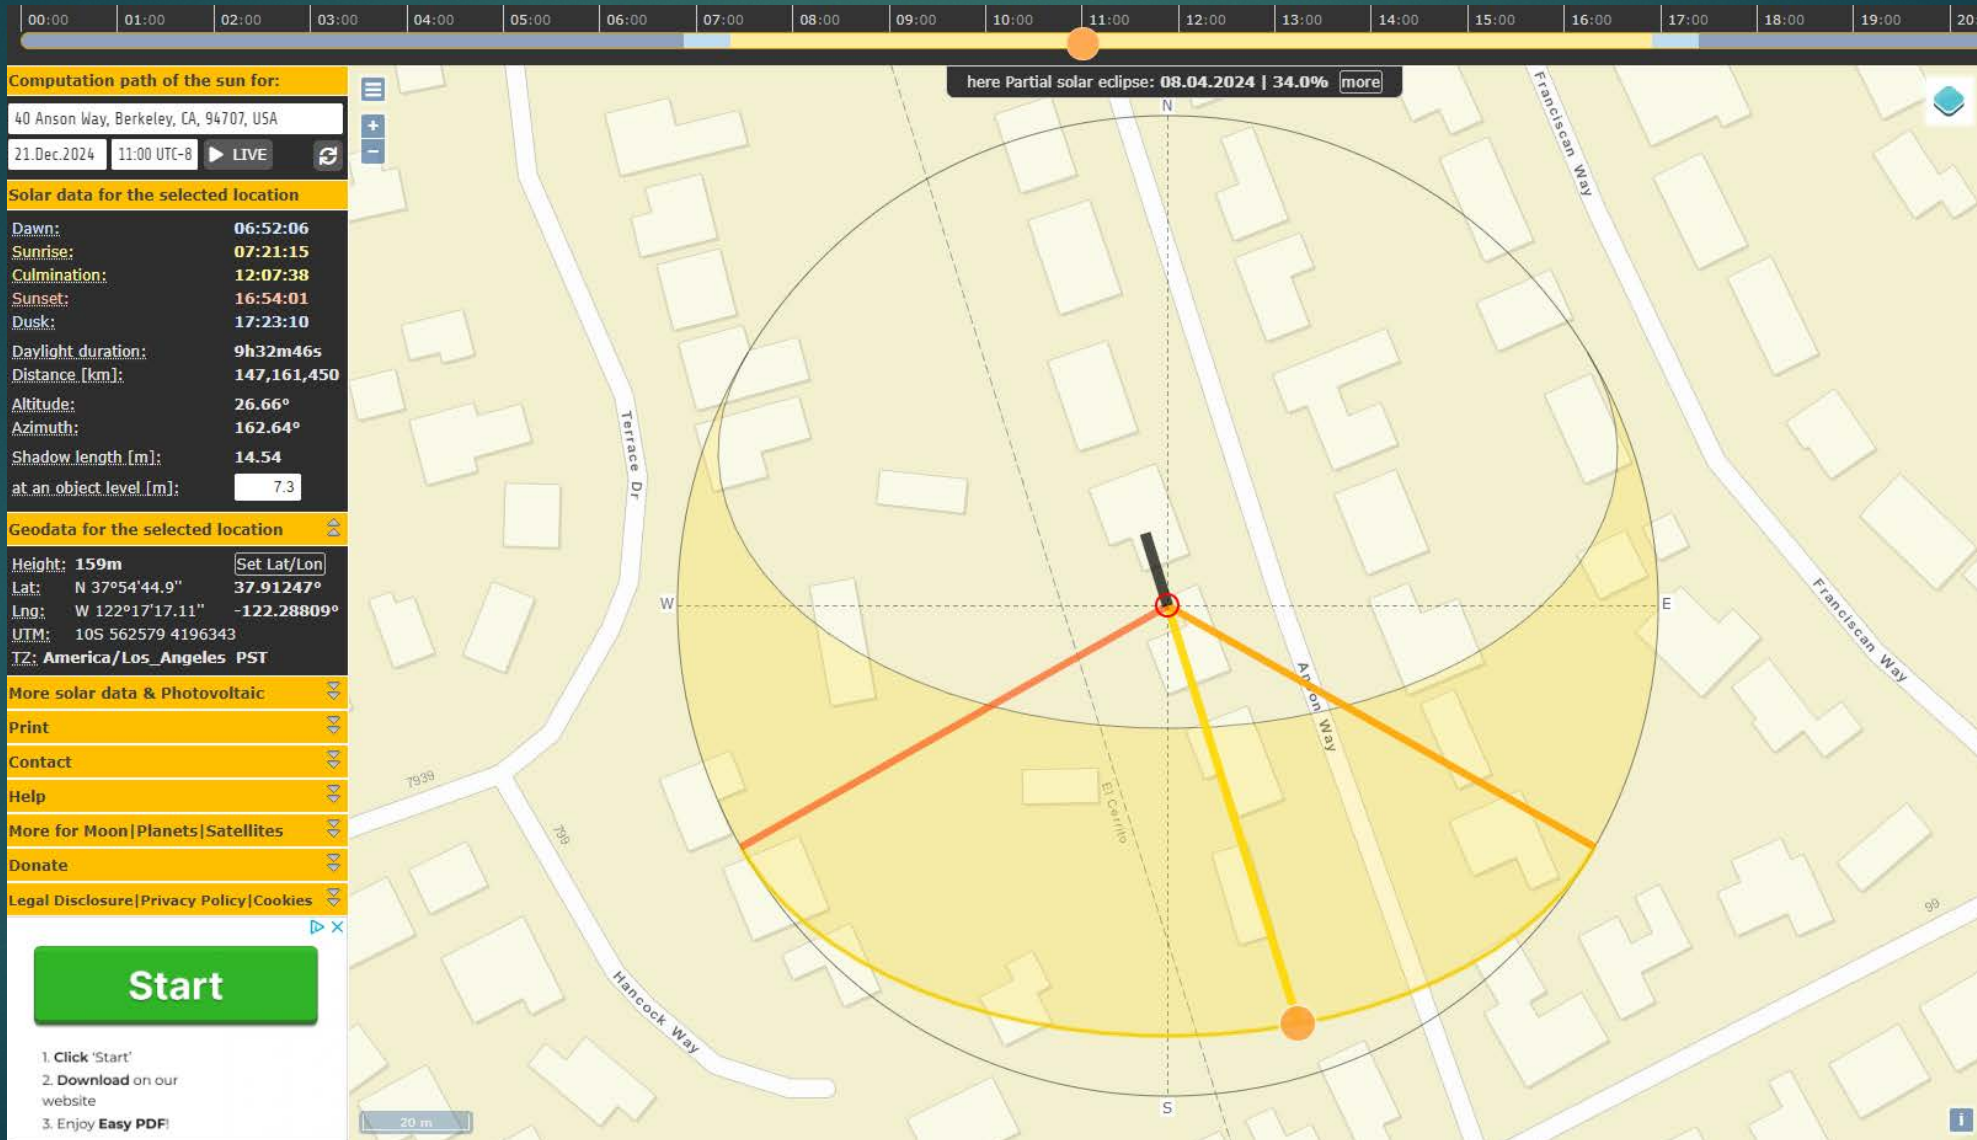 00:00 01:00 02:00 03:00 04:00 05:00 06:00 07:00 08:00 09:00 10:00 11:00 12:00 13:00 14:00 15:00 16:00 17:00 18:00 19:00 20
Computation path of the sun for:
40 Anson Way, Berkeley, CA, 94707, USA
21.Dec.2024 11:00 UTC-8 LIVE
Solar data for the selected location
Dawn: 06:52:06
Sunrise: 07:21:15
Culmination: 12:07:38
Sunset: 16:54:01
Dusk: 17:23:10
Daylight duration: 9h32m46s
Distance [km]: 147,161,450
Altitude: 26.66°
Azimuth: 162.64°
Shadow length [m]: 14.54
at an object level [m]: 7.3
Geodata for the selected location
Height: 159m Set Lat/Lon
Lat: N 37°54'44.9'' 37.91247°
Lng: W 122°17'17.11'' -122.28809°
UTM: 10S 562579 4196343
TZ: America/Los_Angeles PST
More solar data & Photovoltaic
Print
Contact
Help
More for Moon|Planets|Satellites
Donate
Legal Disclosure|Privacy Policy|Cookies
Start
1. Click 'Start'
2. Download on our
website
3. Enjoy Easy PDF!
+
−
here Partial solar eclipse: 08.04.2024 | 34.0% more
N
Franciscan Way
Terrace Dr
W
E
Franciscan Way
Anson Way
El Cerrito
7939
799
99
Hancock Way
S
20 m
i